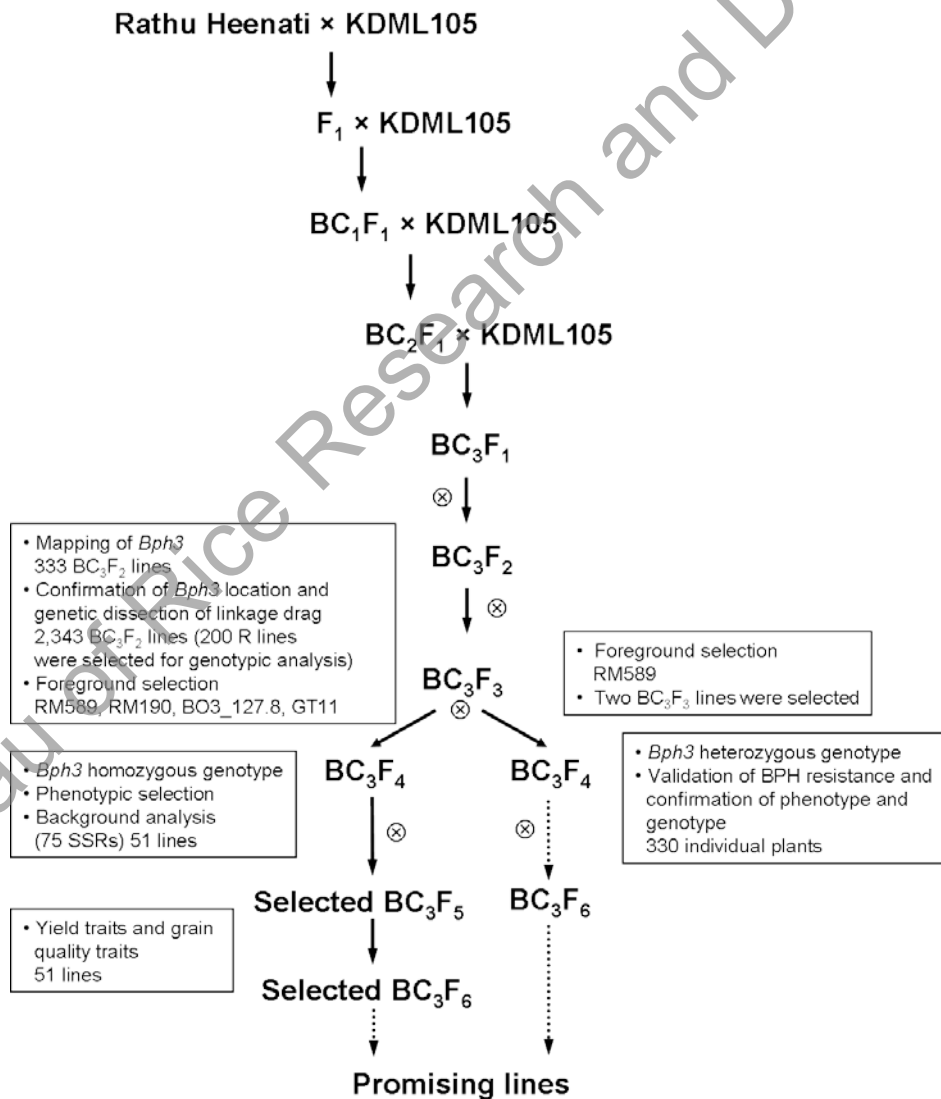 Rathu Heenati × KDML105
F₁ × KDML105
BC₁F₁ × KDML105
BC₂F₁ × KDML105
BC₃F₁
⊗
BC₃F₂
⊗
• Mapping of Bph3
333 BC₃F₂ lines
• Confirmation of Bph3 location and
genetic dissection of linkage drag
2,343 BC₃F₂ lines (200 R lines
were selected for genotypic analysis)
• Foreground selection
RM589, RM190, BO3_127.8, GT11
BC₃F₃
⊗
• Foreground selection
RM589
• Two BC₃F₃ lines were selected
• Bph3 homozygous genotype
• Phenotypic selection
• Background analysis
(75 SSRs) 51 lines
BC₃F₄
⊗
BC₃F₄
⊗
• Bph3 heterozygous genotype
• Validation of BPH resistance and
confirmation of phenotype and
genotype
330 individual plants
Selected BC₃F₅
BC₃F₆
• Yield traits and grain
quality traits
51 lines
Selected BC₃F₆
Promising lines
au of Rice Research and D